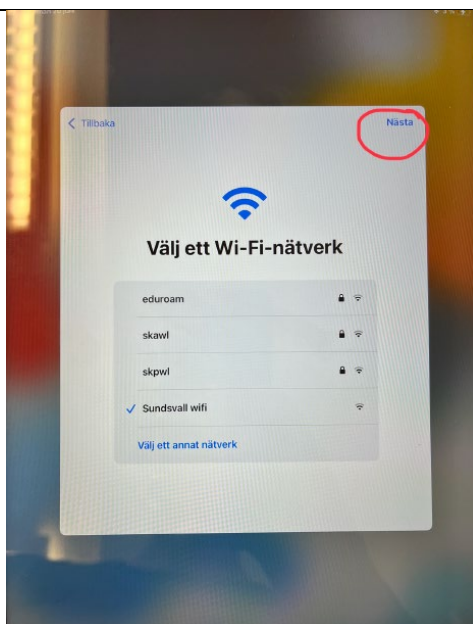 Tillbaka
Nästa
Välj ett Wi-Fi-nätverk
eduroam
skawl
skpwl
Sundsvall wifi
Välj ett annat nätverk